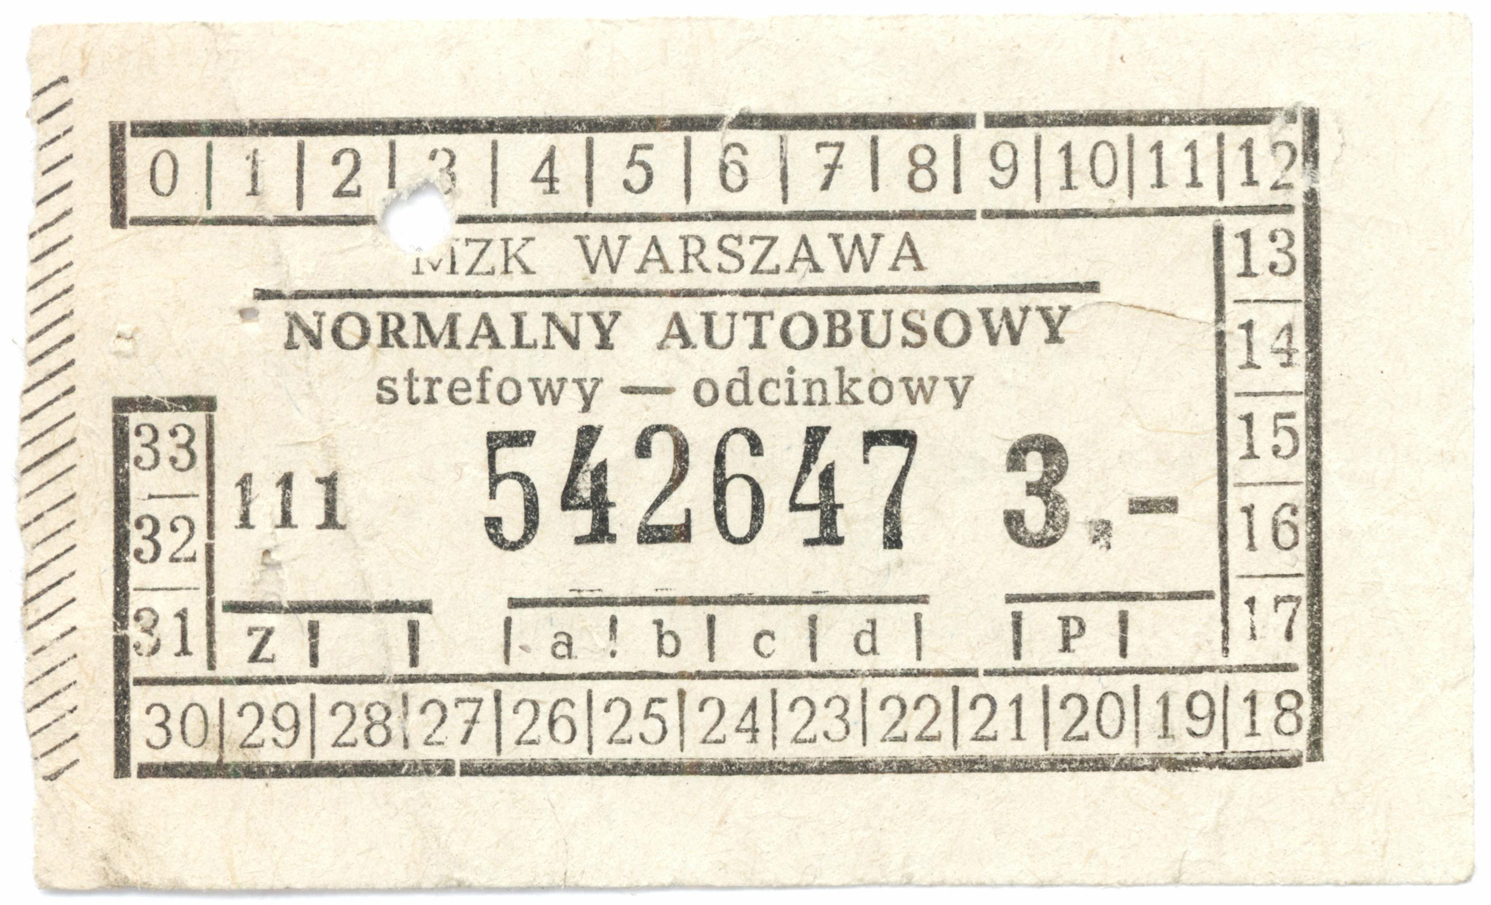 0 | 1 | 2 | 3 | 4 | 5 | 6 | 7 | 8 | 9 | 10 | 11 | 12
MZK WARSZAWA
13
NORMALNY AUTOBUSOWY
14
strefowy — odcinkowy
33
15
111 542647 3.-
32
16
31
17
Z | | | a | b | c | d | | P |
30 | 29 | 28 | 27 | 26 | 25 | 24 | 23 | 22 | 21 | 20 | 19 | 18